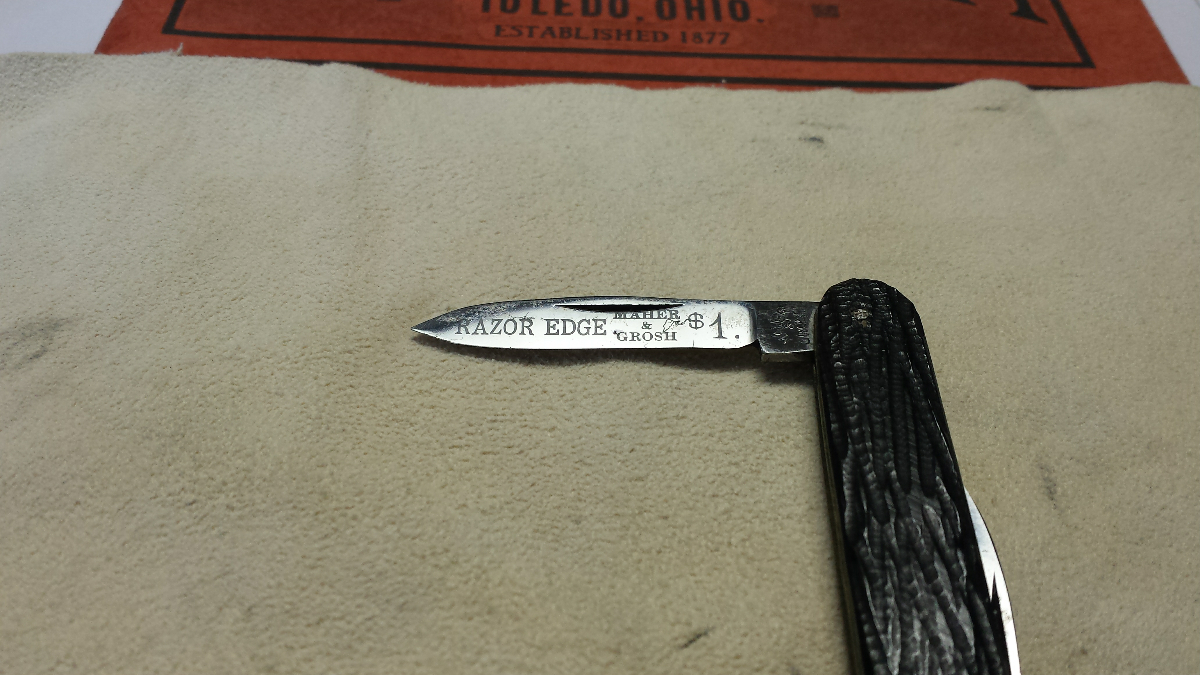 TOLEDO, OHIO.
ESTABLISHED 1877
RAZOR EDGE MAHER & GROSH $1.